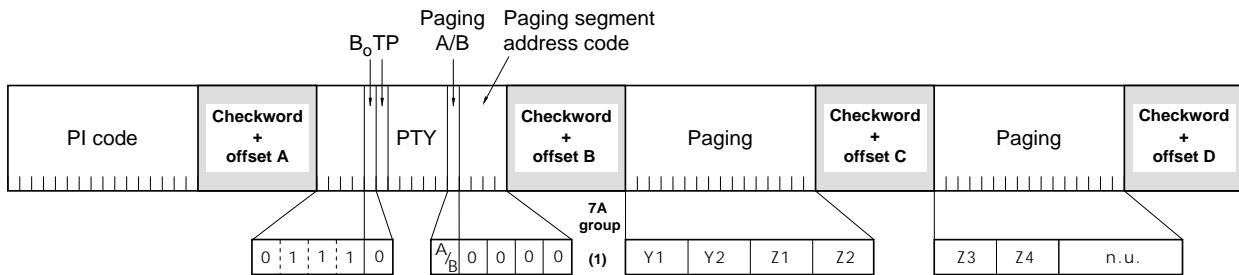 Paging Paging segment
BoTP A/B address code
PI code Checkword + offset A PTY Checkword + offset B Paging Checkword + offset C Paging Checkword + offset D
7A group
0 1 1 1 0 A/B 0 0 0 0 (1) Y1 Y2 Z1 Z2 Z3 Z4 n.u.